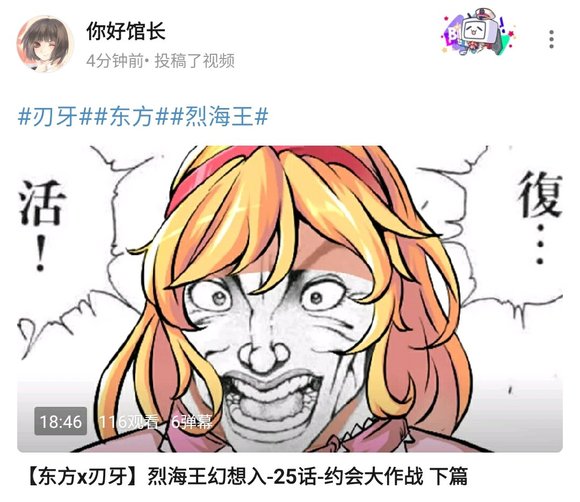 你好馆长
4分钟前• 投稿了视频
#刃牙##东方##烈海王#
復…
活！
18:46 116观看 6弹幕
【东方x刃牙】烈海王幻想入-25话-约会大作战 下篇